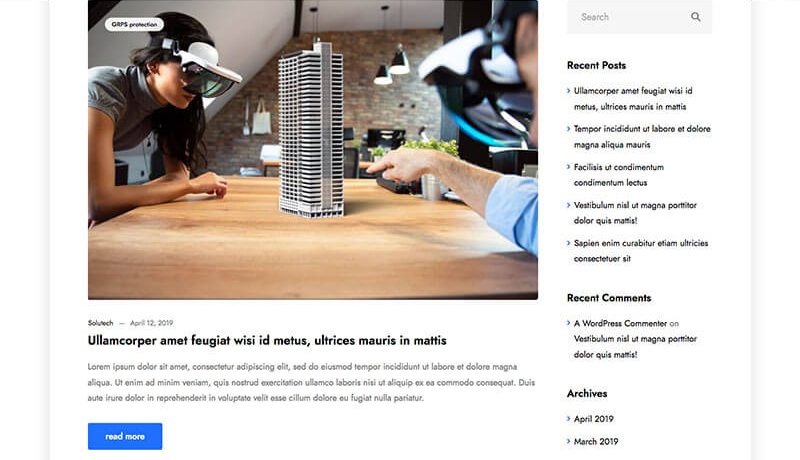 GRPS protection
Solutech — April 12, 2019
Ullamcorper amet feugiat wisi id metus, ultrices mauris in mattis
Lorem ipsum dolor sit amet, consectetur adipiscing elit, sed do eiusmod tempor incididunt ut labore et dolore magna
aliqua. Ut enim ad minim veniam, quis nostrud exercitation ullamco laboris nisi ut aliquip ex ea commodo consequat. Duis
aute irure dolor in reprehenderit in voluptate velit esse cillum dolore eu fugiat nulla pariatur.
read more
Search
Recent Posts
Ullamcorper amet feugiat wisi id
metus, ultrices mauris in mattis
Tempor incididunt ut labore et dolore
magna aliqua mauris
Facilisis ut condimentum
condimentum lectus
Vestibulum nisl ut magna porttitor
dolor quis mattis!
Sapien enim curabitur etiam ultricies
consectetuer sit
Recent Comments
A WordPress Commenter on
Vestibulum nisl ut magna porttitor
dolor quis mattis!
Archives
April 2019
March 2019